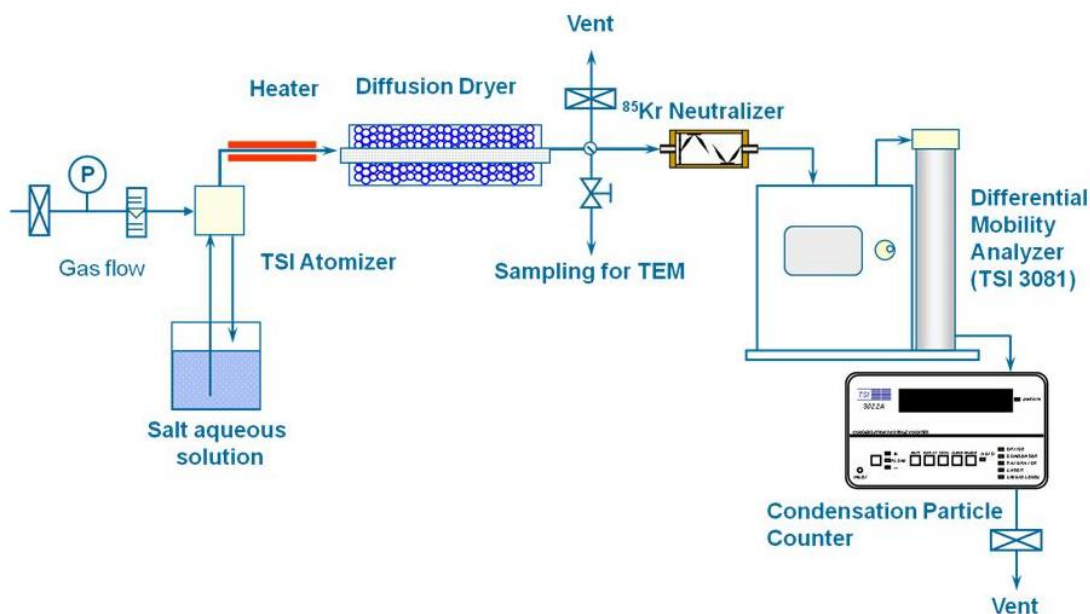 Vent
Heater
Diffusion Dryer
⁸⁵Kr Neutralizer
P
Gas flow
TSI Atomizer
Sampling for TEM
Differential
Mobility
Analyzer
(TSI 3081)
Salt aqueous
solution
TSI
3022A
Condensation Particle
Counter
Vent